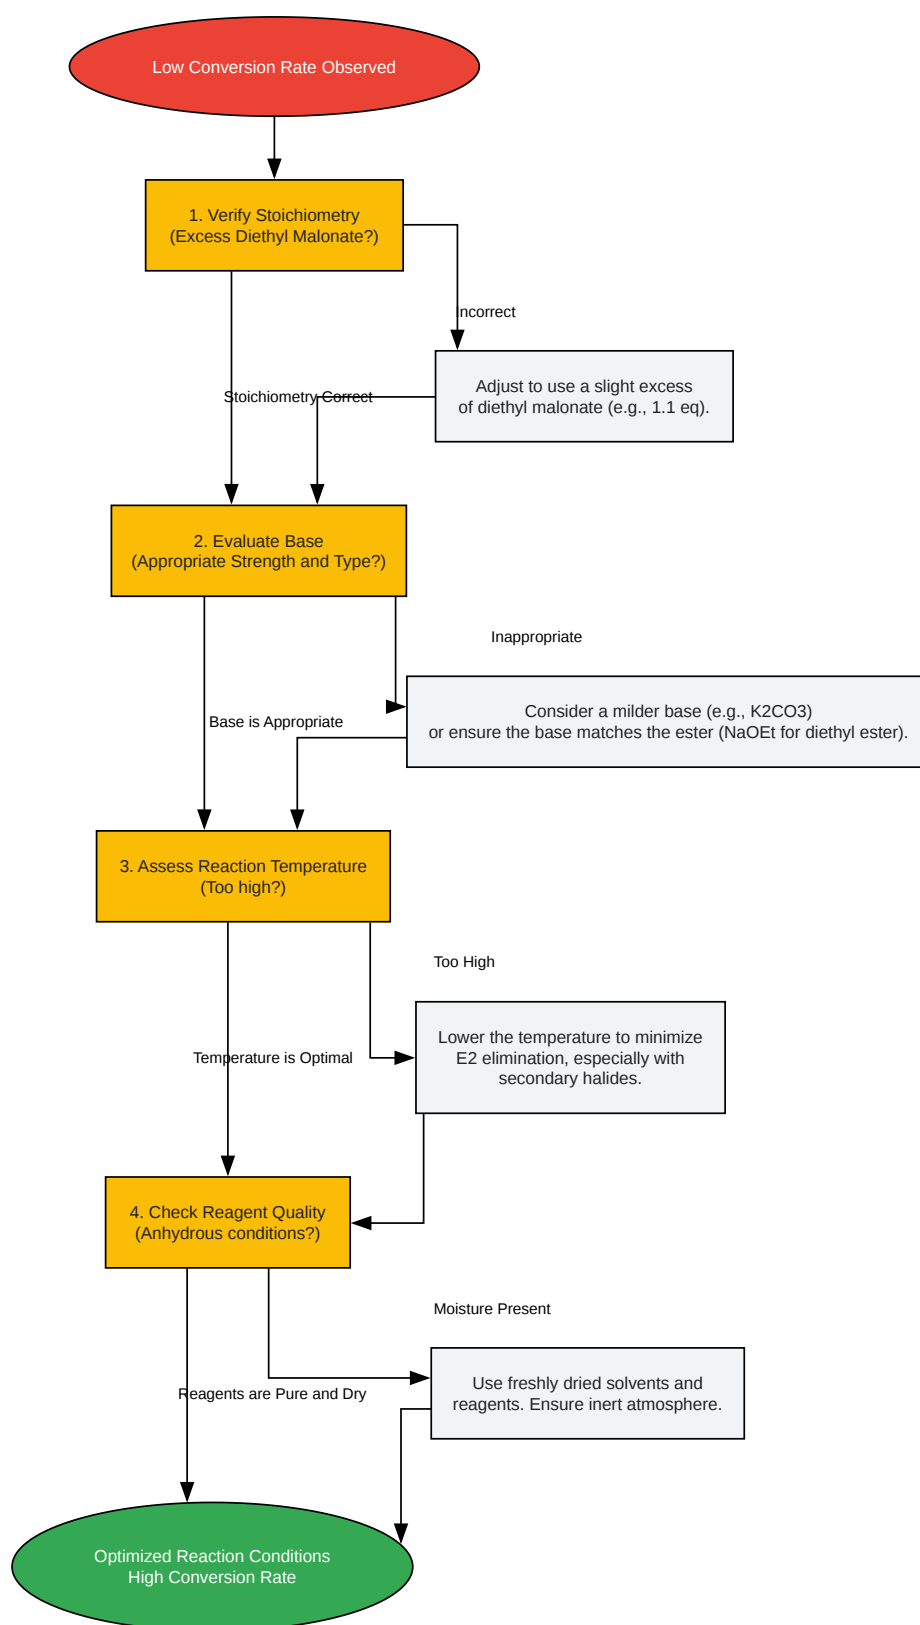 Low Conversion Rate Observed
1. Verify Stoichiometry
(Excess Diethyl Malonate?)
Incorrect
Adjust to use a slight excess
of diethyl malonate (e.g., 1.1 eq).
Stoichiometry Correct
2. Evaluate Base
(Appropriate Strength and Type?)
Inappropriate
Consider a milder base (e.g., K2CO3)
or ensure the base matches the ester (NaOEt for diethyl ester).
Base is Appropriate
3. Assess Reaction Temperature
(Too high?)
Too High
Lower the temperature to minimize
E2 elimination, especially with
secondary halides.
Temperature is Optimal
4. Check Reagent Quality
(Anhydrous conditions?)
Moisture Present
Use freshly dried solvents and
reagents. Ensure inert atmosphere.
Reagents are Pure and Dry
Optimized Reaction Conditions
High Conversion Rate